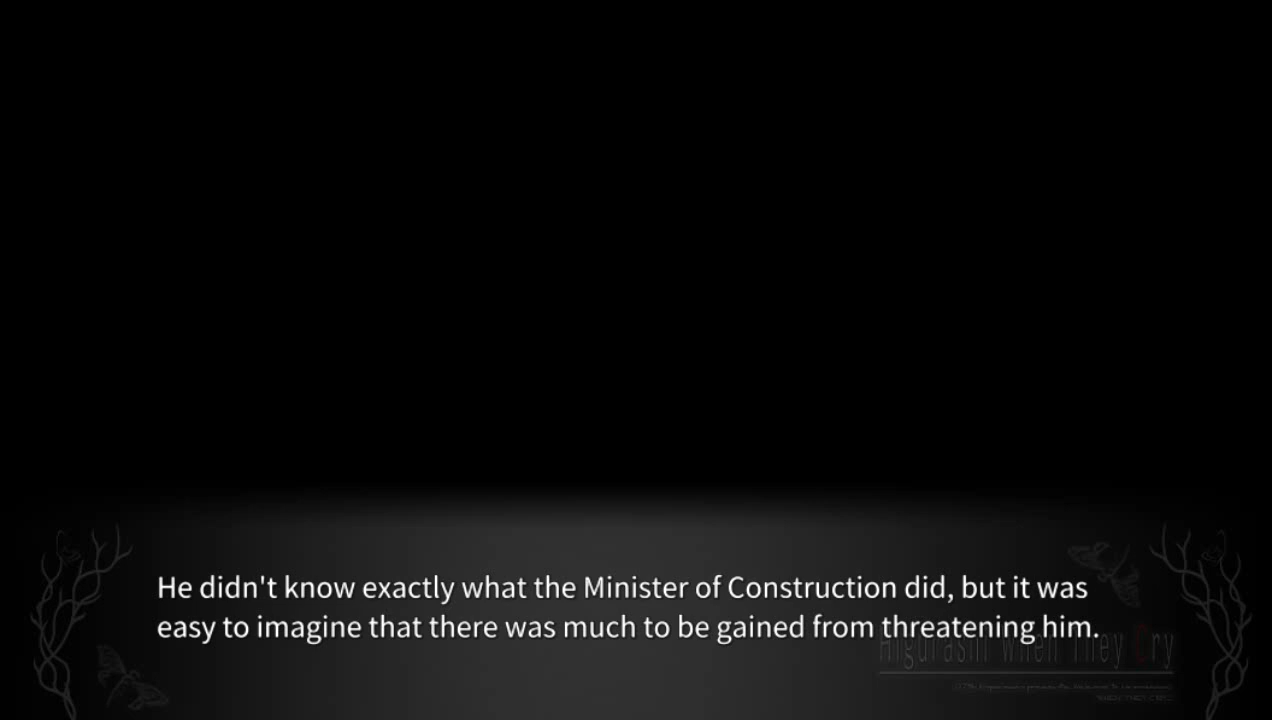 He didn't know exactly what the Minister of Construction did, but it was
easy to imagine that there was much to be gained from threatening him.
Higurashi When They Cry